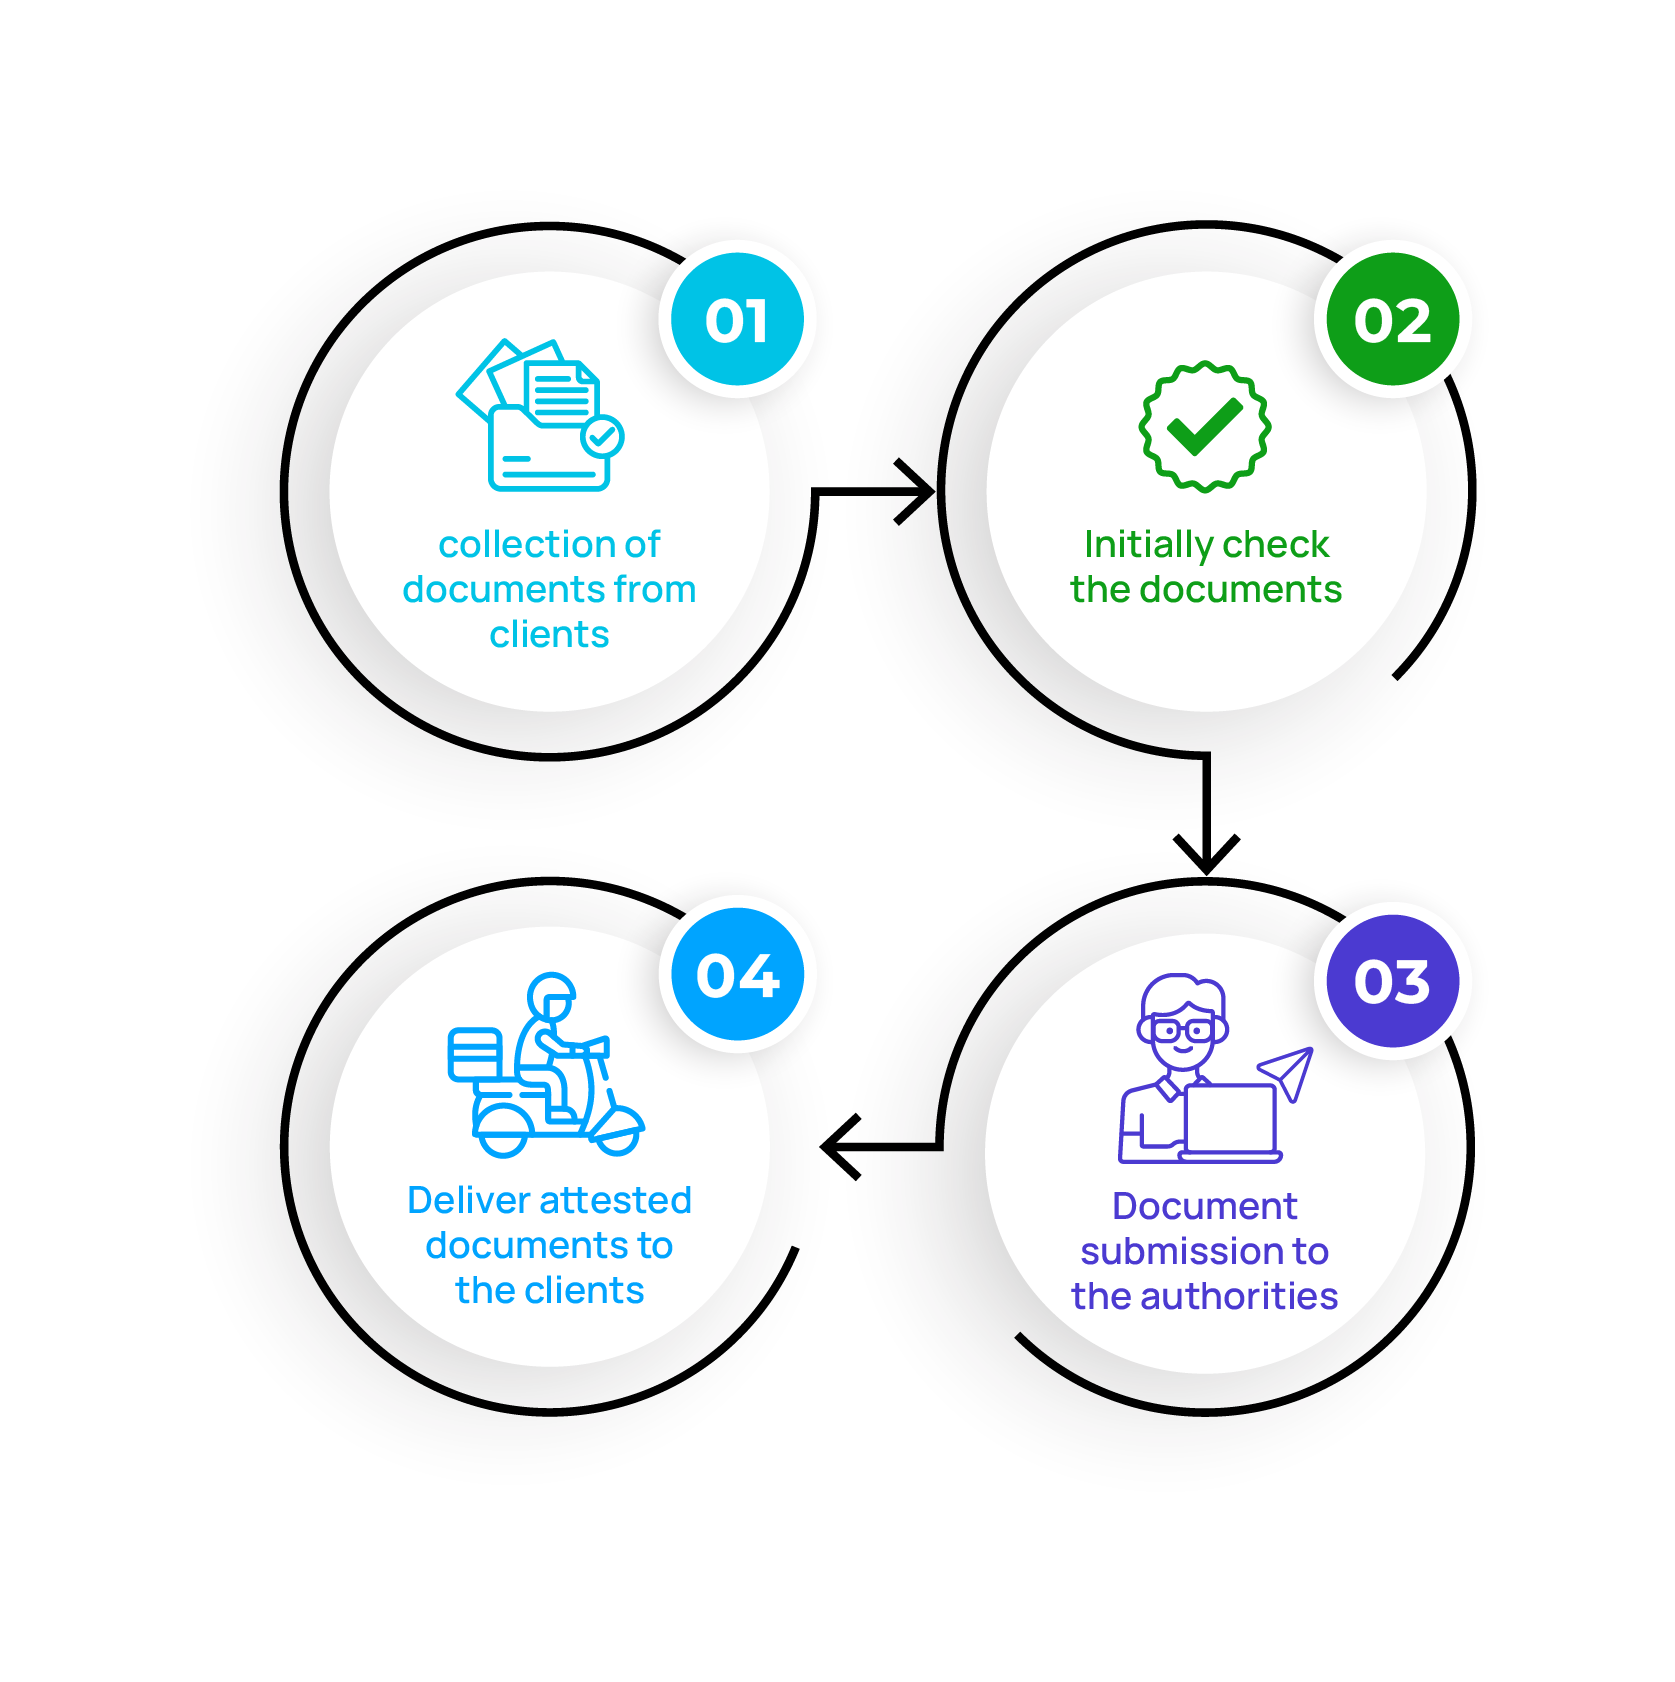 01
collection of
documents from
clients
02
Initially check
the documents
03
Document
submission to
the authorities
04
Deliver attested
documents to
the clients